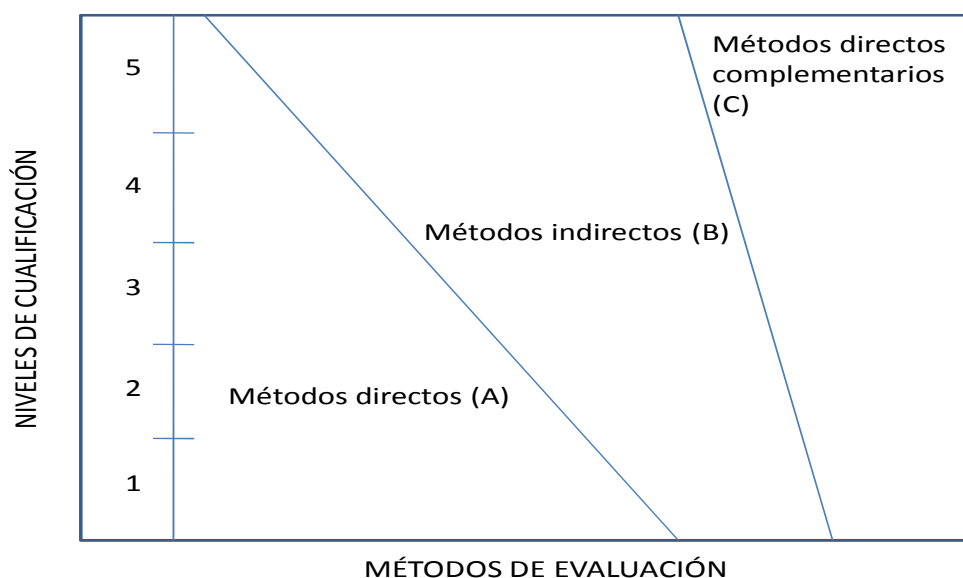 Métodos directos
complementarios
(C)
5
4
Métodos indirectos (B)
3
2
Métodos directos (A)
1
NIVELES DE CUALIFICACIÓN
MÉTODOS DE EVALUACIÓN